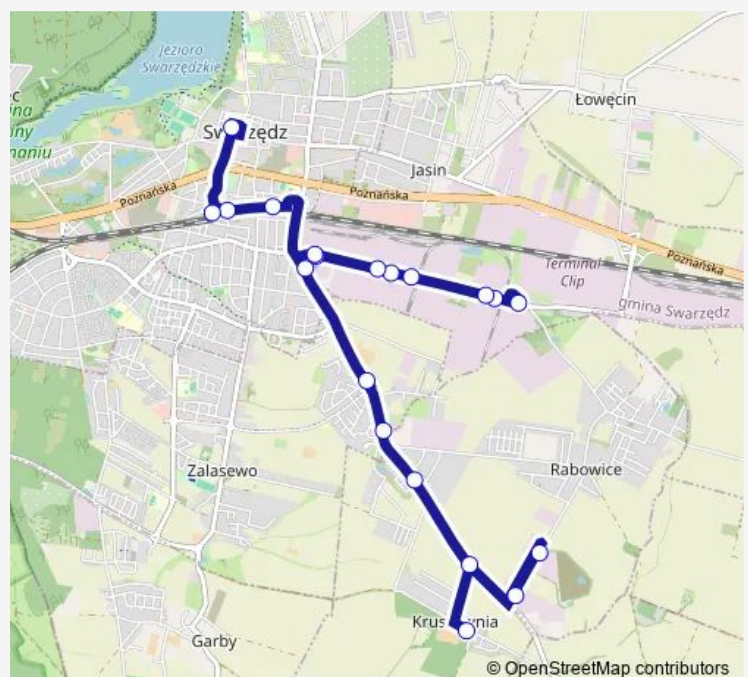 Jezioro
Swarzędzkie
Swarzędz
Łowęcin
Jasin
Poznańska
Poznańska
Poznańska
Terminal
Clip
gmina Swarzędz
Zalasewo
Rabowice
Garby
© OpenStreetMap contributors